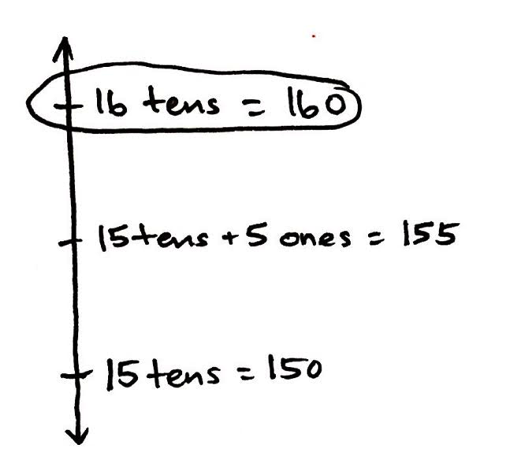 16 tens = 160
15 tens + 5 ones = 155
15 tens = 150